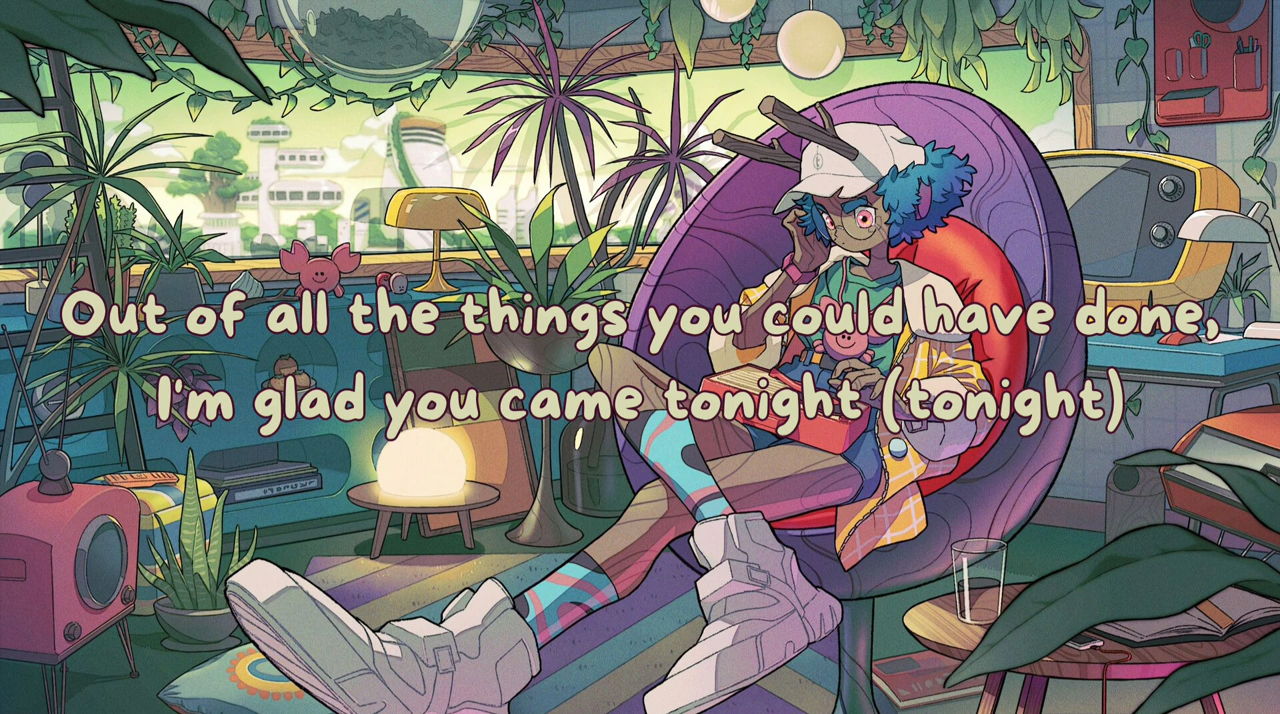 Out of all the things you could have done,
I'm glad you came tonight (tonight)